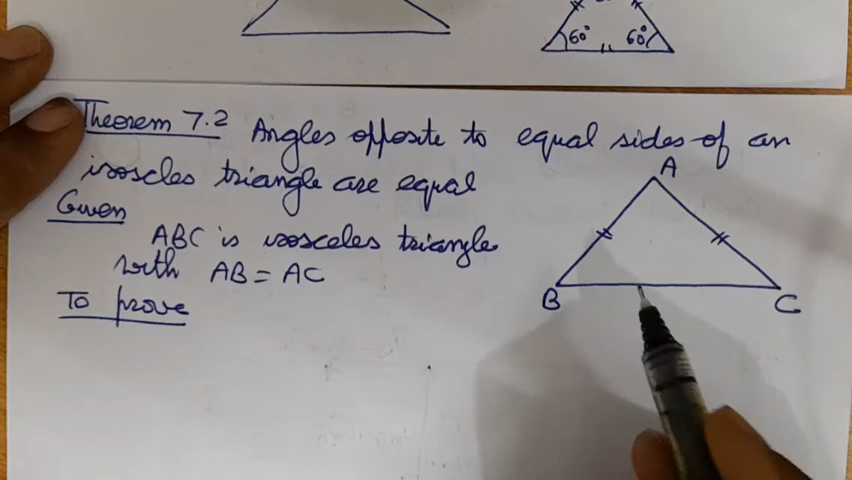 60° 60°
Theorem 7.2 Angles opposite to equal sides of an
isoscles triangle are equal
Given
ABC is isosceles triangle
with AB = AC
To prove
A
B
C